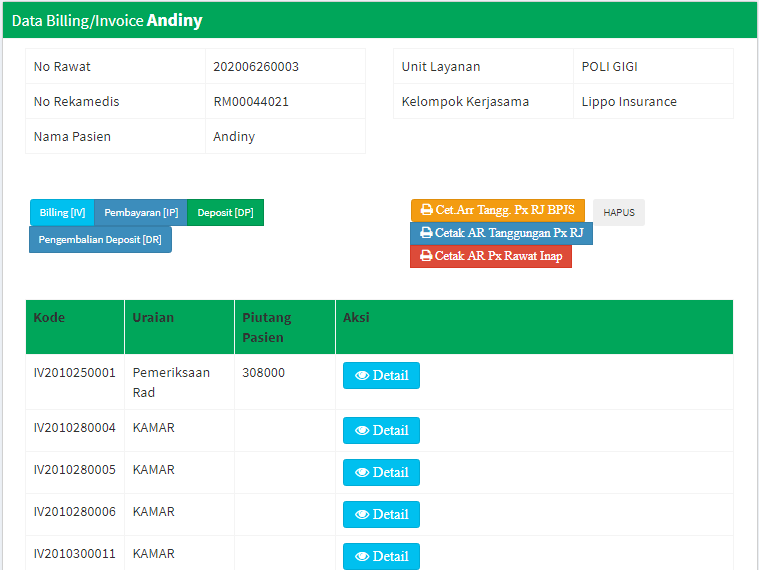 Data Billing/Invoice Andiny
No Rawat 202006260003 Unit Layanan POLI GIGI
No Rekamedis RM00044021 Kelompok Kerjasama Lippo Insurance
Nama Pasien Andiny
Billing [IV] Pembayaran [IP] Deposit [DP] Cet Arr Tangg. Px RJ BPJS HAPUS
Pengembalian Deposit [DR] Cetak AR Tanggungan Px RJ
Cetak AR Px Rawat Inap
Kode Uraian Piutang Aksi
Pasien
IV2010250001 Pemeriksaan 308000 Detail
Rad
IV2010280004 KAMAR Detail
IV2010280005 KAMAR Detail
IV2010280006 KAMAR Detail
IV2010300011 KAMAR Detail